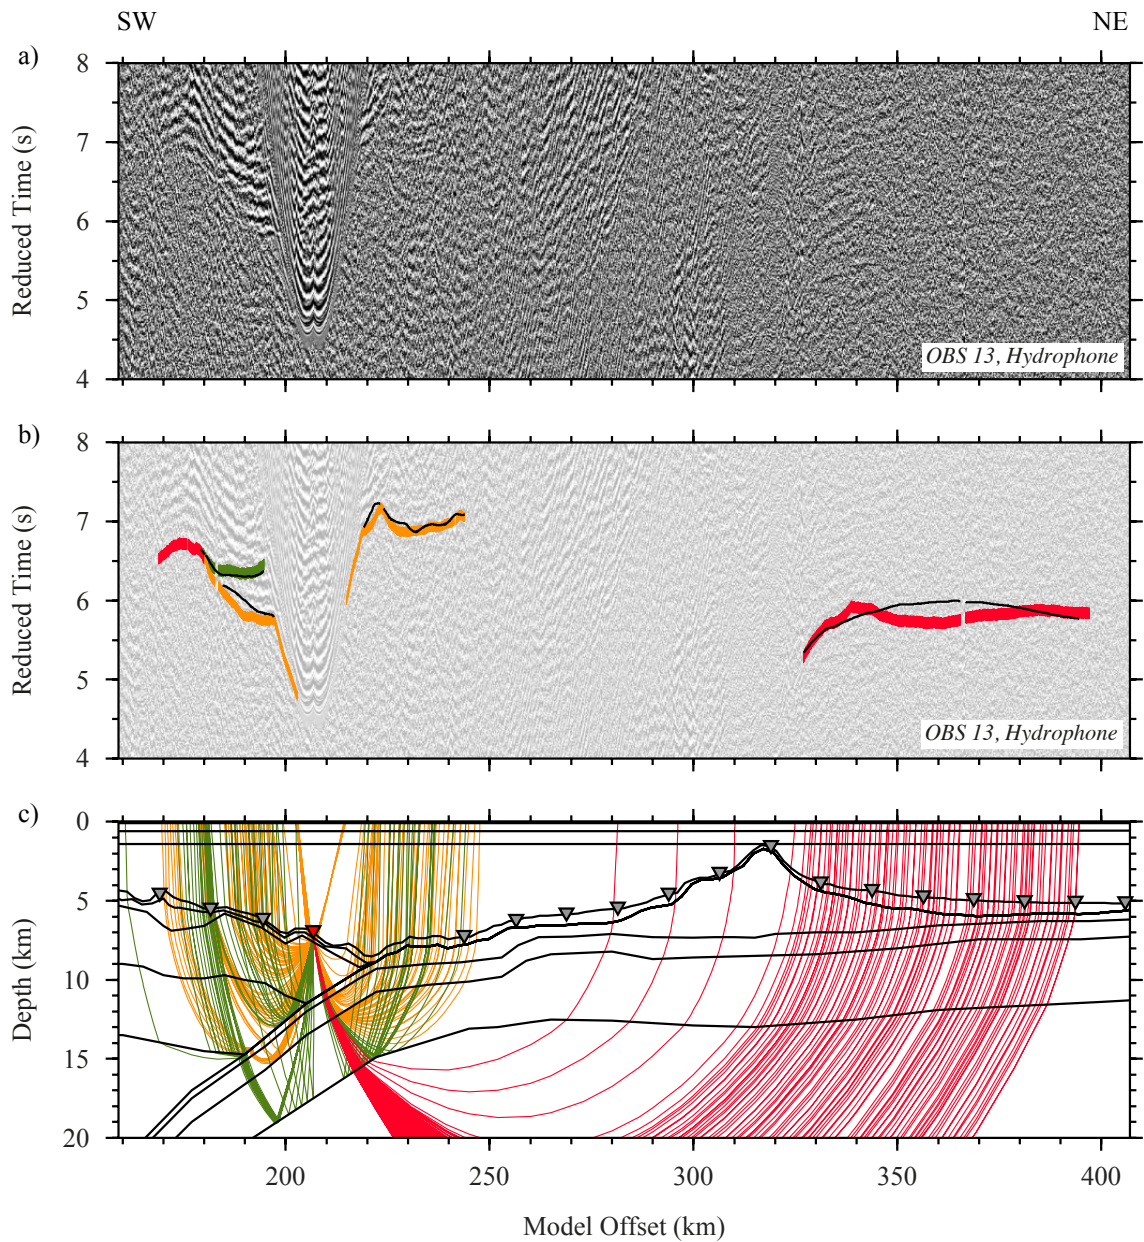 SW NE
a)
8
7
6
5
4
Reduced Time (s)
OBS 13, Hydrophone
b)
8
7
6
5
4
Reduced Time (s)
OBS 13, Hydrophone
c)
0
5
10
15
20
Depth (km)
200 250 300 350 400
Model Offset (km)